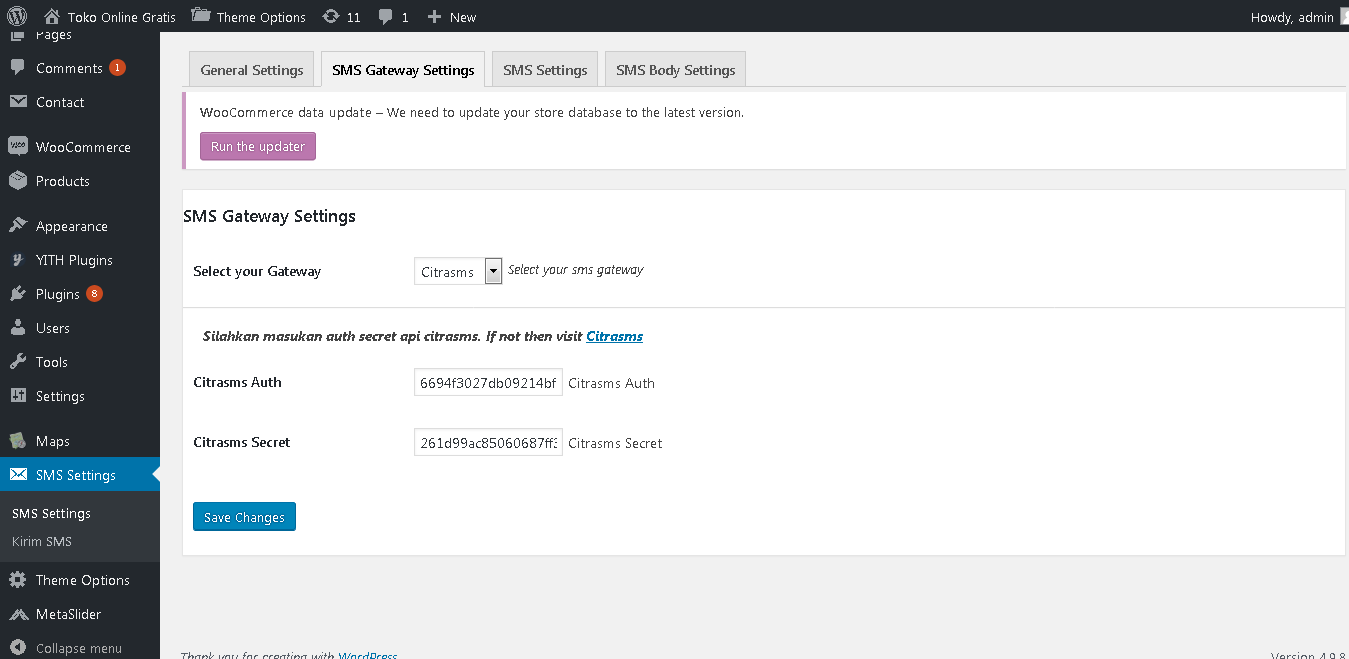 Toko Online Gratis Theme Options 11 1 New Howdy, admin
Pages
Comments 1
Contact
WooCommerce
Products
Appearance
YITH Plugins
Plugins 8
Users
Tools
Settings
Maps
SMS Settings
SMS Settings
Kirim SMS
Theme Options
MetaSlider
Collapse menu
General Settings SMS Gateway Settings SMS Settings SMS Body Settings
WooCommerce data update – We need to update your store database to the latest version.
Run the updater
SMS Gateway Settings
Select your Gateway Citrasms Select your sms gateway
Silahkan masukan auth secret api citrasms. If not then visit Citrasms
Citrasms Auth 6694f3027db09214bf Citrasms Auth
Citrasms Secret 261d99ac85060687ff3 Citrasms Secret
Save Changes
Thank you for creating with WordPress
Version 4.9.8